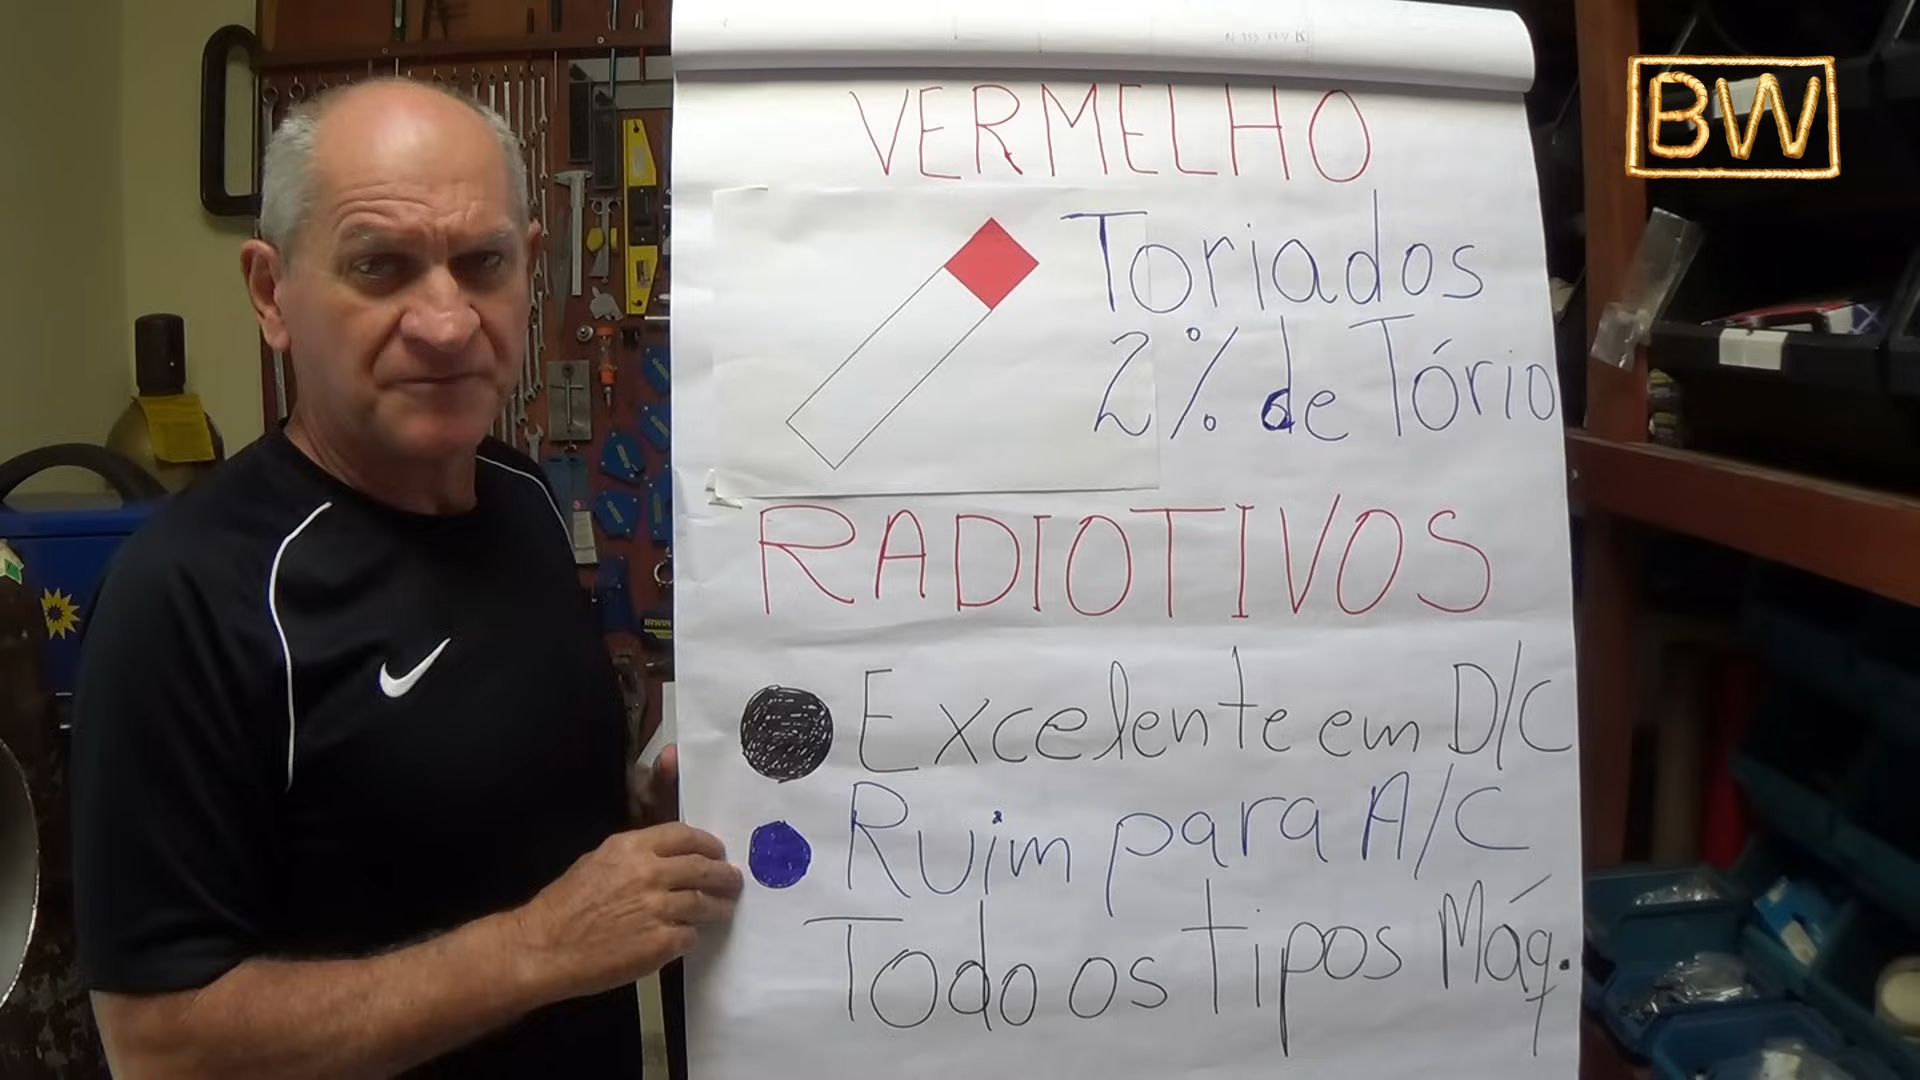 BW
VERMELHO
Toriados
2% de Tório
RADIOTIVOS
Excelente em D/C
Ruim para A/C
Todo os tipos Máq.